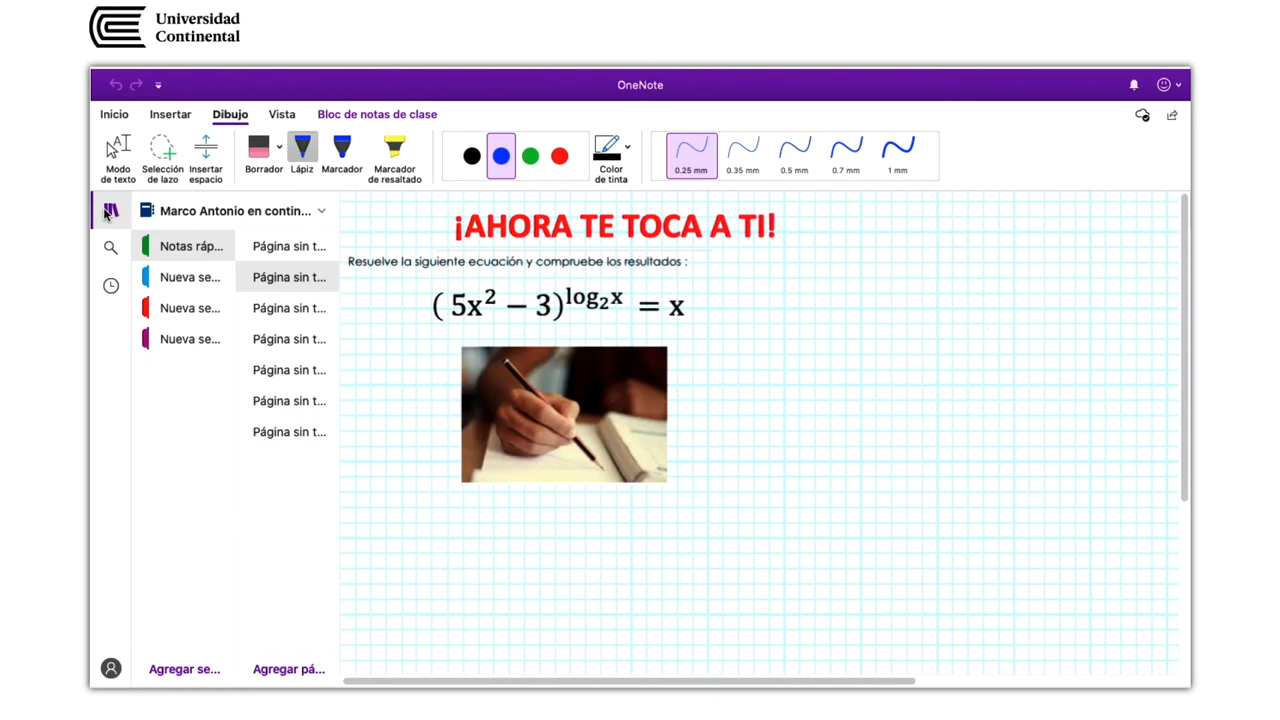 Universidad
Continental
OneNote
Inicio Insertar Dibujo Vista Bloc de notas de clase
Modo de texto
Selección de lazo
Insertar espacio
Borrador
Lápiz
Marcador
Marcador de resaltado
Color de tinta
0.25 mm 0.35 mm 0.5 mm 0.7 mm 1 mm
Marco Antonio en contin...
Notas ráp...
Nueva se...
Nueva se...
Nueva se...
Página sin t...
Página sin t...
Página sin t...
Página sin t...
Página sin t...
Página sin t...
Página sin t...
Agregar se... Agregar pá...
¡AHORA TE TOCA A TI!
Resuelve la siguiente ecuación y compruebe los resultados :
( 5x² − 3)^log₂x = x